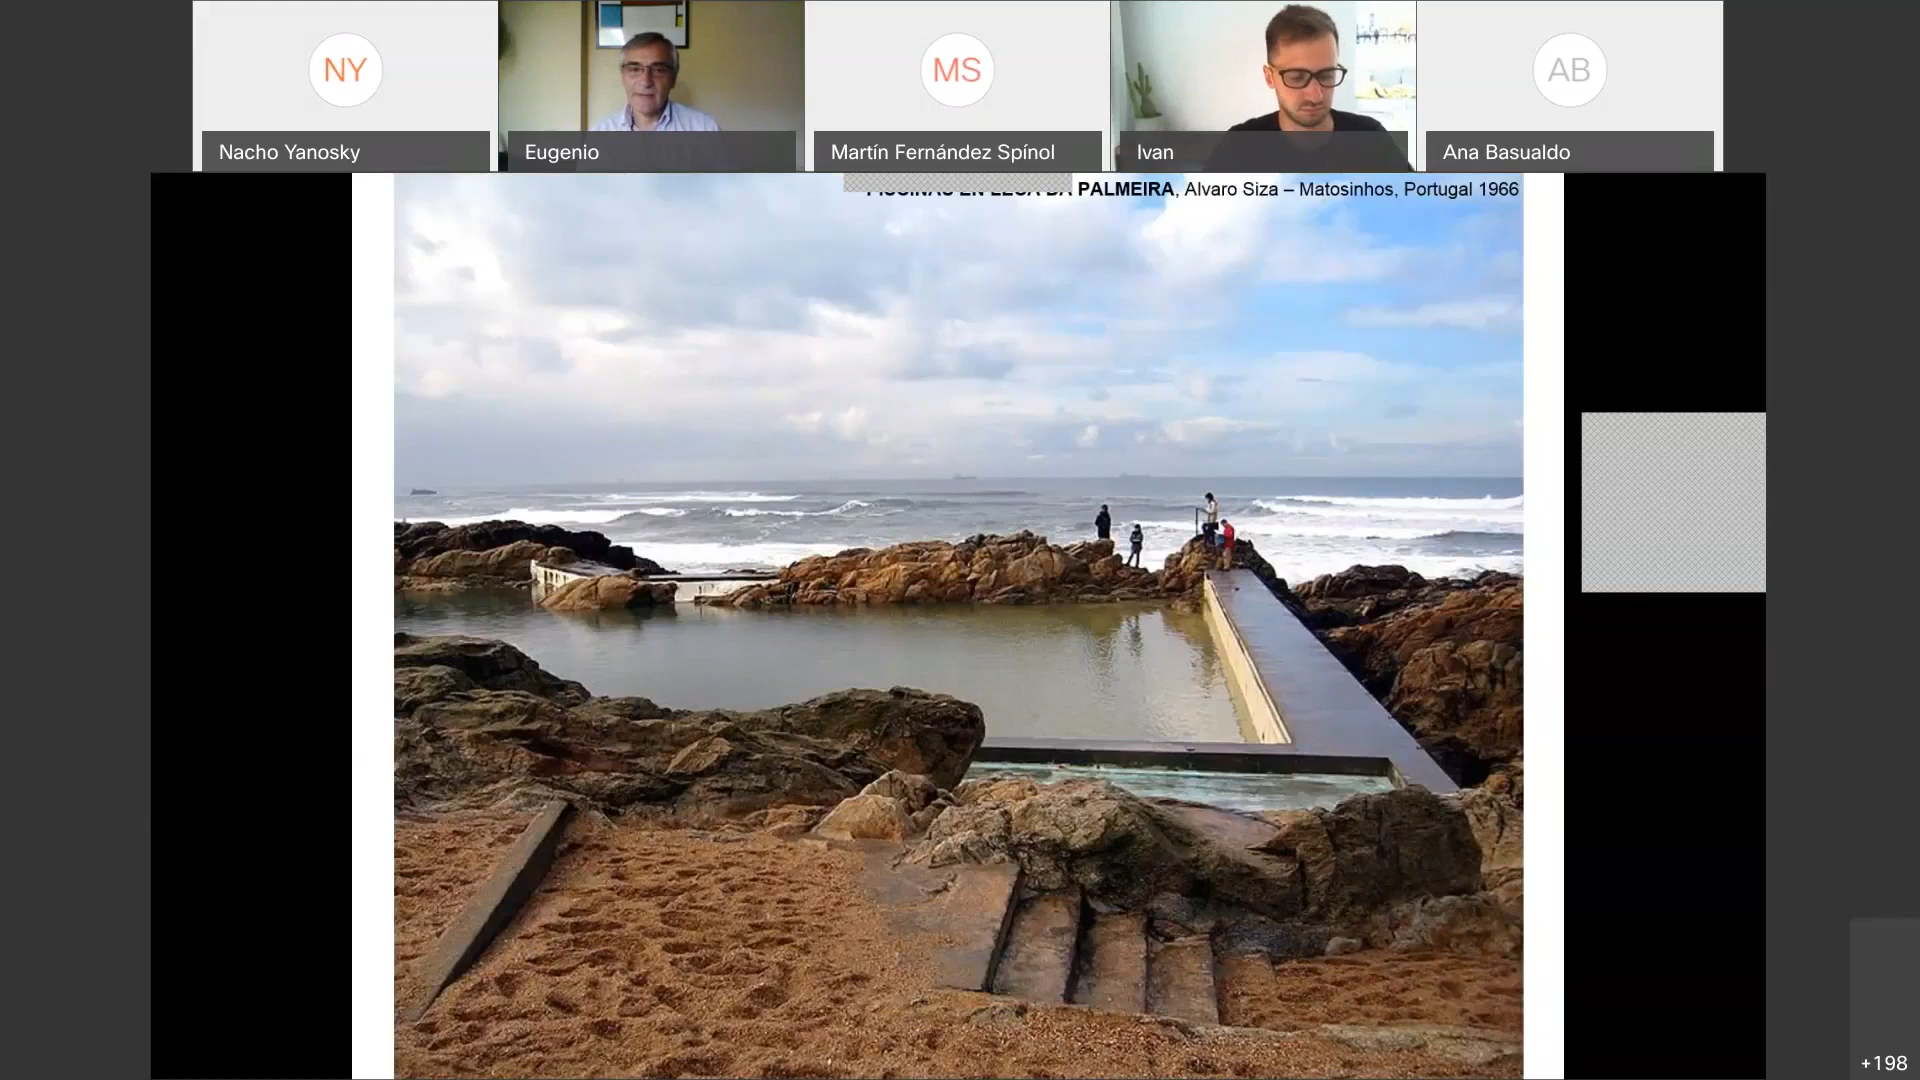 NY
MS
AB
Nacho Yanosky
Eugenio
Martín Fernández Spínol
Ivan
Ana Basualdo
PALMEIRA, Alvaro Siza – Matosinhos, Portugal 1966
+198